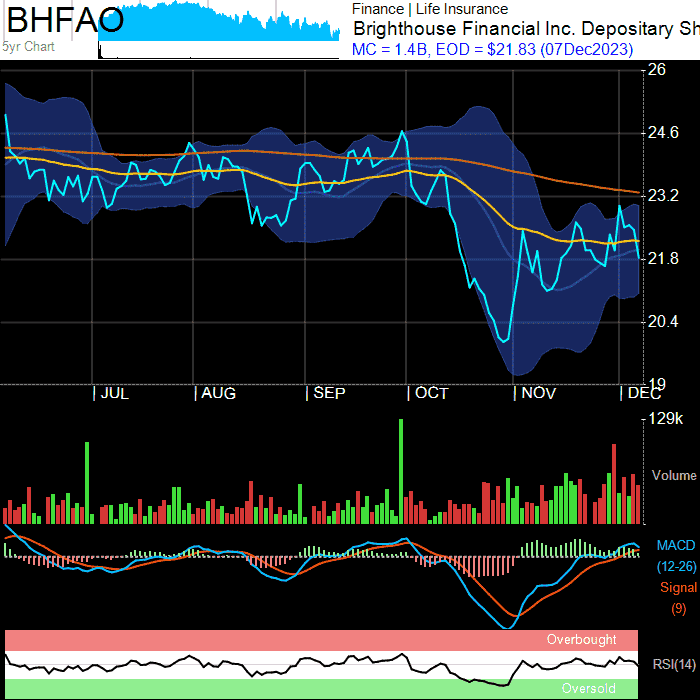 BHFAO
Finance | Life Insurance
Brighthouse Financial Inc. Depositary Sh
5yr Chart
MC = 1.4B, EOD = $21.83 (07Dec2023)
26
24.6
23.2
21.8
20.4
19
JUL AUG SEP OCT NOV DEC
129k
Volume
MACD
(12-26)
Signal
(9)
Overbought
RSI(14)
Oversold